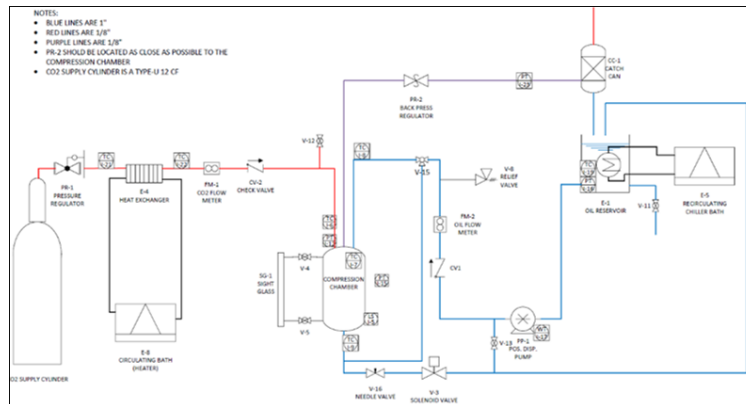 NOTES:
• BLUE LINES ARE 1"
• RED LINES ARE 1/8"
• PURPLE LINES ARE 1/8"
• PR-2 SHOLD BE LOCATED AS CLOSE AS POSSIBLE TO THE
COMPRESSION CHAMBER
• CO2 SUPPLY CYLINDER IS A TYPE-U 12 CF
CC-1
CATCH
CAN
PR-2
BACK PRESS
REGULATOR
V-12
PR-1
PRESSURE
REGULATOR
E-4
HEAT EXCHANGER
FM-1
CO2 FLOW
METER
CV-2
CHECK VALVE
V-15
V-8
RELIEF
VALVE
E-1
OIL RESERVOIR
E-5
RECIRCULATING
CHILLER BATH
V-11
FM-2
OIL FLOW
METER
SG-1
SIGHT
GLASS
V-4
COMPRESSION
CHAMBER
CV1
V-5
PP-1
POS. DISP.
PUMP
V-13
E-8
CIRCULATING BATH
(HEATER)
O2 SUPPLY CYLINDER
V-16
NEEDLE VALVE
V-3
SOLENOID VALVE